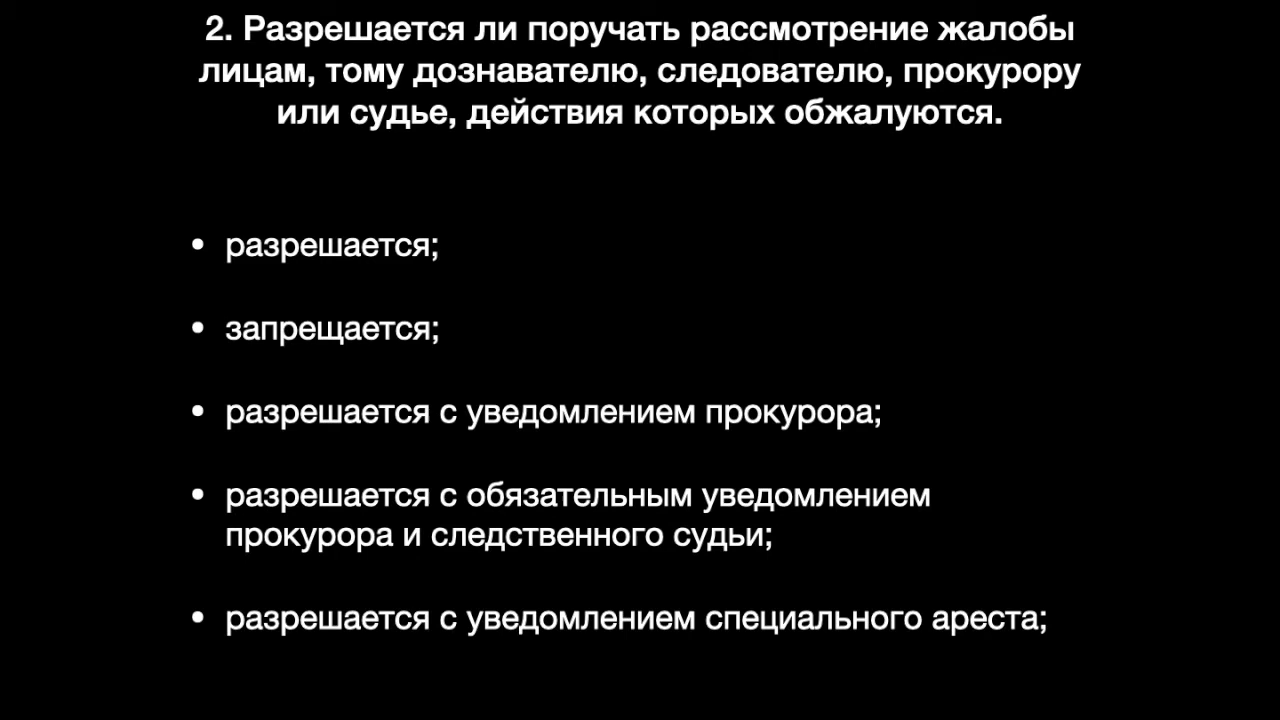 2. Разрешается ли поручать рассмотрение жалобы
лицам, тому дознавателю, следователю, прокурору
или судье, действия которых обжалуются.
• разрешается;
• запрещается;
• разрешается с уведомлением прокурора;
• разрешается с обязательным уведомлением
прокурора и следственного судьи;
• разрешается с уведомлением специального ареста;